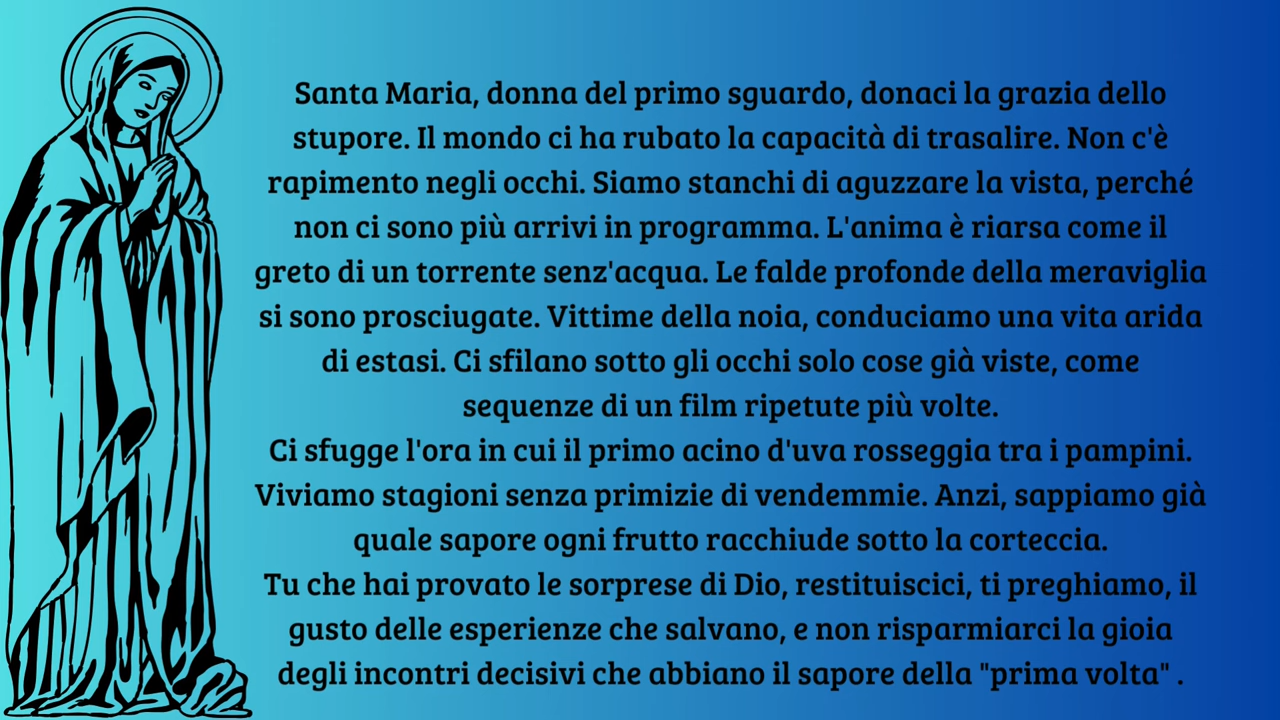 Santa Maria, donna del primo sguardo, donaci la grazia dello
stupore. Il mondo ci ha rubato la capacità di trasalire. Non c'è
rapimento negli occhi. Siamo stanchi di aguzzare la vista, perché
non ci sono più arrivi in programma. L'anima è riarsa come il
greto di un torrente senz'acqua. Le falde profonde della meraviglia
si sono prosciugate. Vittime della noia, conduciamo una vita arida
di estasi. Ci sfilano sotto gli occhi solo cose già viste, come
sequenze di un film ripetute più volte.
Ci sfugge l'ora in cui il primo acino d'uva rosseggia tra i pampini.
Viviamo stagioni senza primizie di vendemmie. Anzi, sappiamo già
quale sapore ogni frutto racchiude sotto la corteccia.
Tu che hai provato le sorprese di Dio, restituiscici, ti preghiamo, il
gusto delle esperienze che salvano, e non risparmiarci la gioia
degli incontri decisivi che abbiano il sapore della "prima volta" .